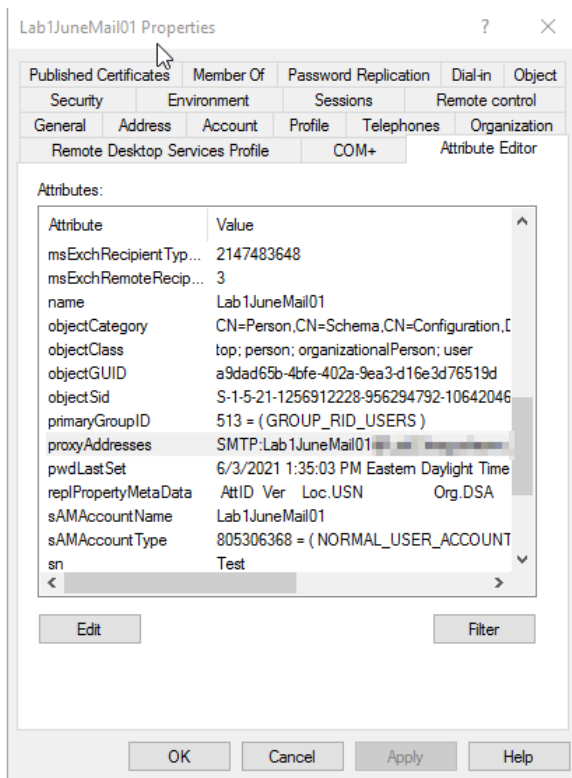 Lab1JuneMail01 Properties ? ×
Published Certificates Member Of Password Replication Dial-in Object
Security Environment Sessions Remote control
General Address Account Profile Telephones Organization
Remote Desktop Services Profile COM+ Attribute Editor
Attributes:
Attribute Value
msExchRecipientTyp... 2147483648
msExchRemoteRecip... 3
name Lab1JuneMail01
objectCategory CN=Person,CN=Schema,CN=Configuration,D
objectClass top; person; organizationalPerson; user
objectGUID a9dad65b-4bfe-402a-9ea3-d16e3d76519d
objectSid S-1-5-21-1256912228-956294792-10642046
primaryGroupID 513 = ( GROUP_RID_USERS )
proxyAddresses SMTP:Lab1JuneMail01
pwdLastSet 6/3/2021 1:35:03 PM Eastern Daylight Time
replPropertyMetaData AttID Ver Loc.USN Org.DSA
sAMAccountName Lab1JuneMail01
sAMAccountType 805306368 = ( NORMAL_USER_ACCOUNT
sn Test
Edit Filter
OK Cancel Apply Help